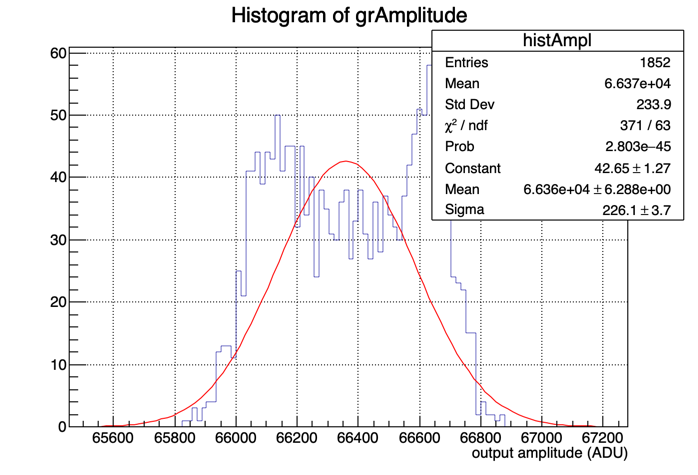 Histogram of grAmplitude
histAmpl
Entries 1852
Mean 6.637e+04
Std Dev 233.9
χ² / ndf 371 / 63
Prob 2.803e−45
Constant 42.65 ± 1.27
Mean 6.636e+04 ± 6.288e+00
Sigma 226.1 ± 3.7
60
50
40
30
20
10
0
65600 65800 66000 66200 66400 66600 66800 67000 67200
output amplitude (ADU)